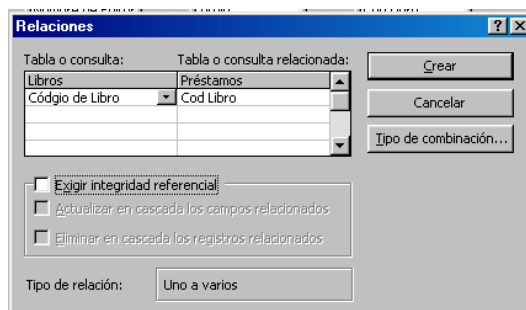 Relaciones
Tabla o consulta: Tabla o consulta relacionada:
Libros Préstamos
Códgio de Libro Cod Libro
Crear
Cancelar
Tipo de combinación...
Exigir integridad referencial
Actualizar en cascada los campos relacionados
Eliminar en cascada los registros relacionados
Tipo de relación: Uno a varios